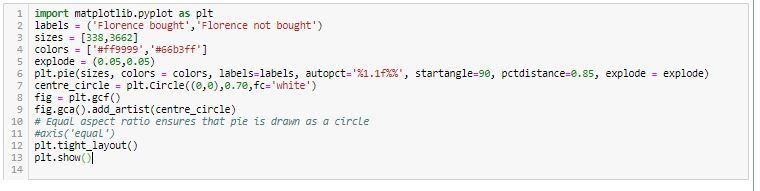 1 import matplotlib.pyplot as plt
2 labels = ('Florence bought','Florence not bought')
3 sizes = [338,3662]
4 colors = ['#ff9999','#66b3ff']
5 explode = (0.05,0.05)
6 plt.pie(sizes, colors = colors, labels=labels, autopct='%1.1f%%', startangle=90, pctdistance=0.85, explode = explode)
7 centre_circle = plt.Circle((0,0),0.70,fc='white')
8 fig = plt.gcf()
9 fig.gca().add_artist(centre_circle)
10 # Equal aspect ratio ensures that pie is drawn as a circle
11 #axis('equal')
12 plt.tight_layout()
13 plt.show()
14